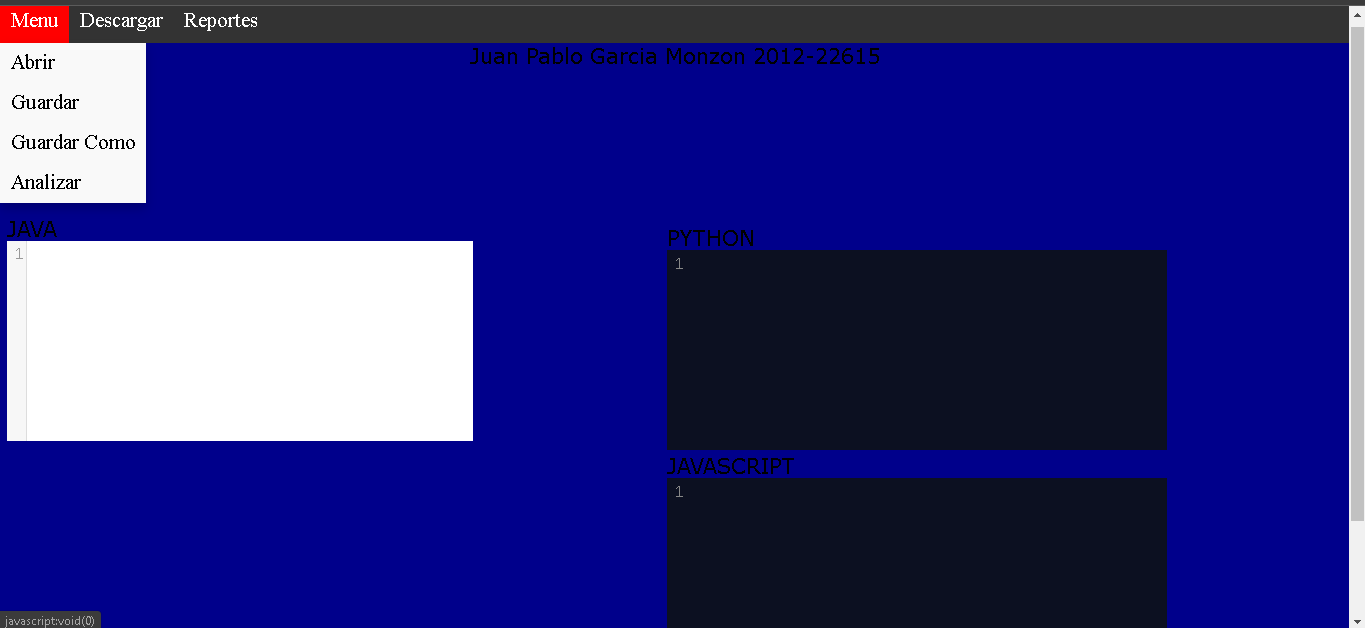 Menu Descargar Reportes
Juan Pablo Garcia Monzon 2012-22615
Abrir
Guardar
Guardar Como
Analizar
JAVA
1
PYTHON
1
JAVASCRIPT
1
javascript:void(0)